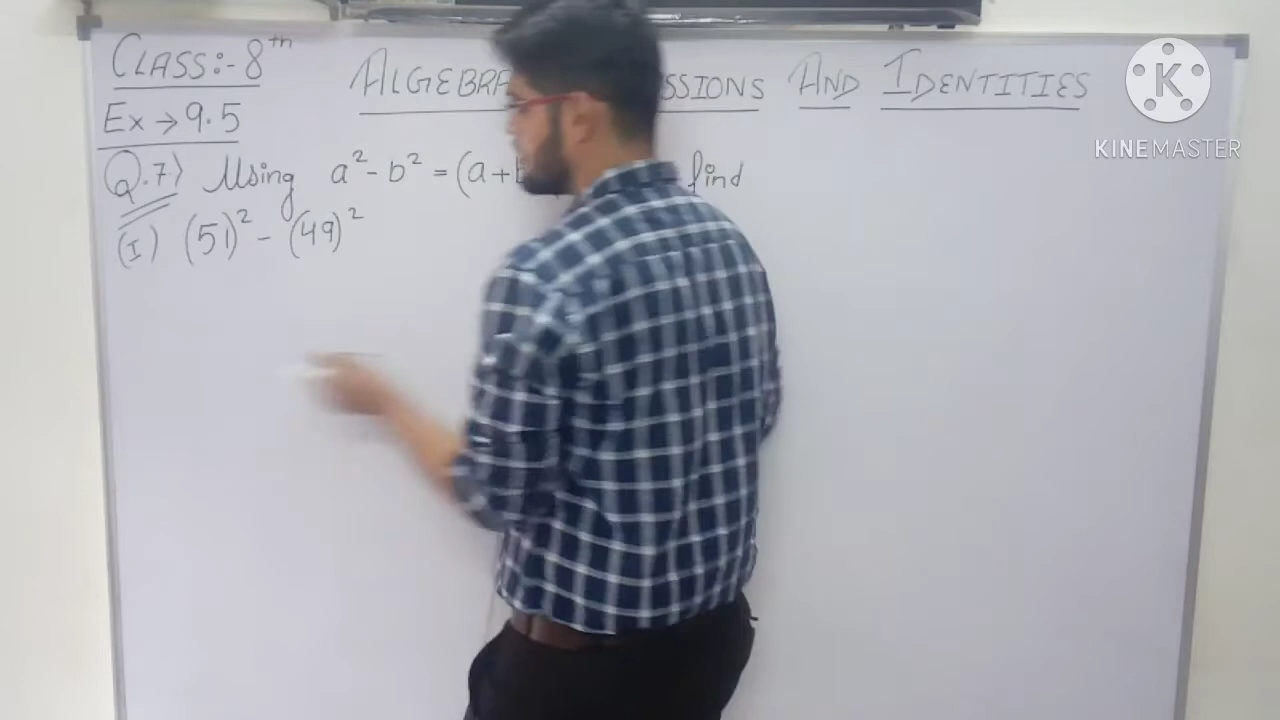 CLASS:- 8th
ALGEBRA SSIONS AND IDENTITIES
Ex → 9.5
Q.7) Using a² - b² = (a+b find
(I) (51)² - (49)²
K
KINEMASTER